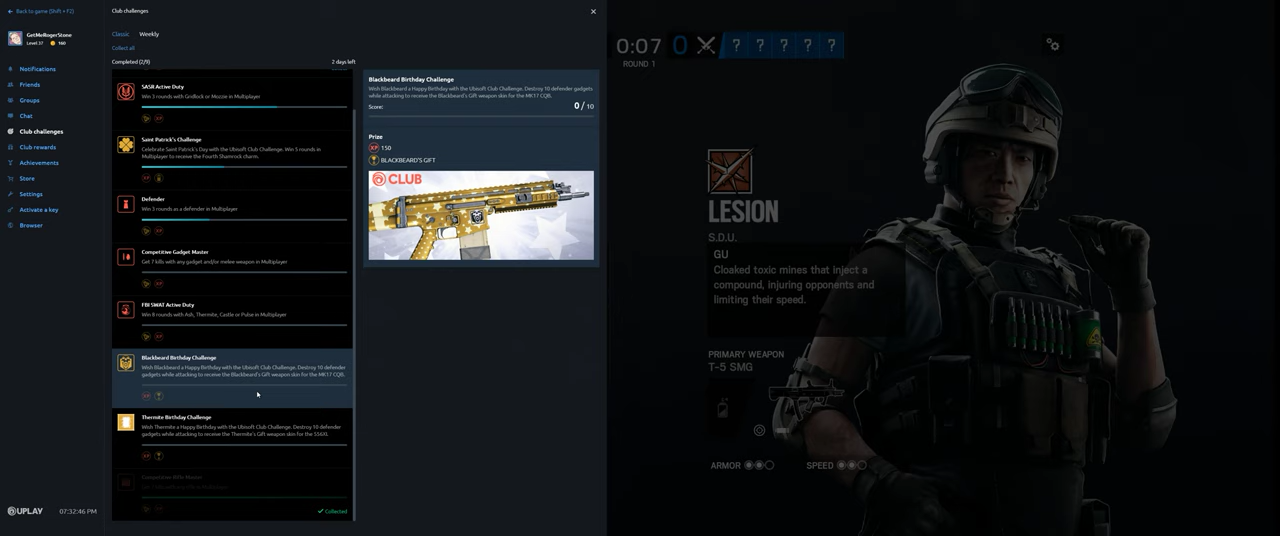 Back to game [Shift + F2]
GetMeRogerStone
Level 37 160
Notifications
Friends
Groups
Chat
Club challenges
Club rewards
Achievements
Store
Settings
Activate a key
Browser
UPLAY 07:32:46 PM
Club challenges
Classic Weekly
Collect all
Completed (2/9) 2 days left
SASR Active Duty
Win 3 rounds with Gridlock or Mozzie in Multiplayer
XP
Saint Patrick's Challenge
Celebrate Saint Patrick's Day with the Ubisoft Club Challenge. Win 5 rounds in
Multiplayer to receive the Fourth Shamrock charm.
XP
Defender
Win 3 rounds as a defender in Multiplayer
XP
Competitive Gadget Master
Get 7 kills with any gadget and/or melee weapon in Multiplayer
XP
FBI SWAT Active Duty
Win 8 rounds with Ash, Thermite, Castle or Pulse in Multiplayer
XP
Blackbeard Birthday Challenge
Wish Blackbeard a Happy Birthday with the Ubisoft Club Challenge. Destroy 10 defender
gadgets while attacking to receive the Blackbeard's Gift weapon skin for the MK17 CQB.
XP
Thermite Birthday Challenge
Wish Thermite a Happy Birthday with the Ubisoft Club Challenge. Destroy 10 defender
gadgets while attacking to receive the Thermite's Gift weapon skin for the 556XI.
XP
Collected
Blackbeard Birthday Challenge
Wish Blackbeard a Happy Birthday with the Ubisoft Club Challenge. Destroy 10 defender gadgets
while attacking to receive the Blackbeard's Gift weapon skin for the MK17 CQB.
Score: 0 / 10
Prize
XP 150
BLACKBEARD'S GIFT
CLUB
0:07 0 ? ? ? ? ?
ROUND 1
LESION
S.D.U.
GU
Cloaked toxic mines that inject a
compound, injuring opponents and
limiting their speed.
PRIMARY WEAPON
T-5 SMG
ARMOR SPEED